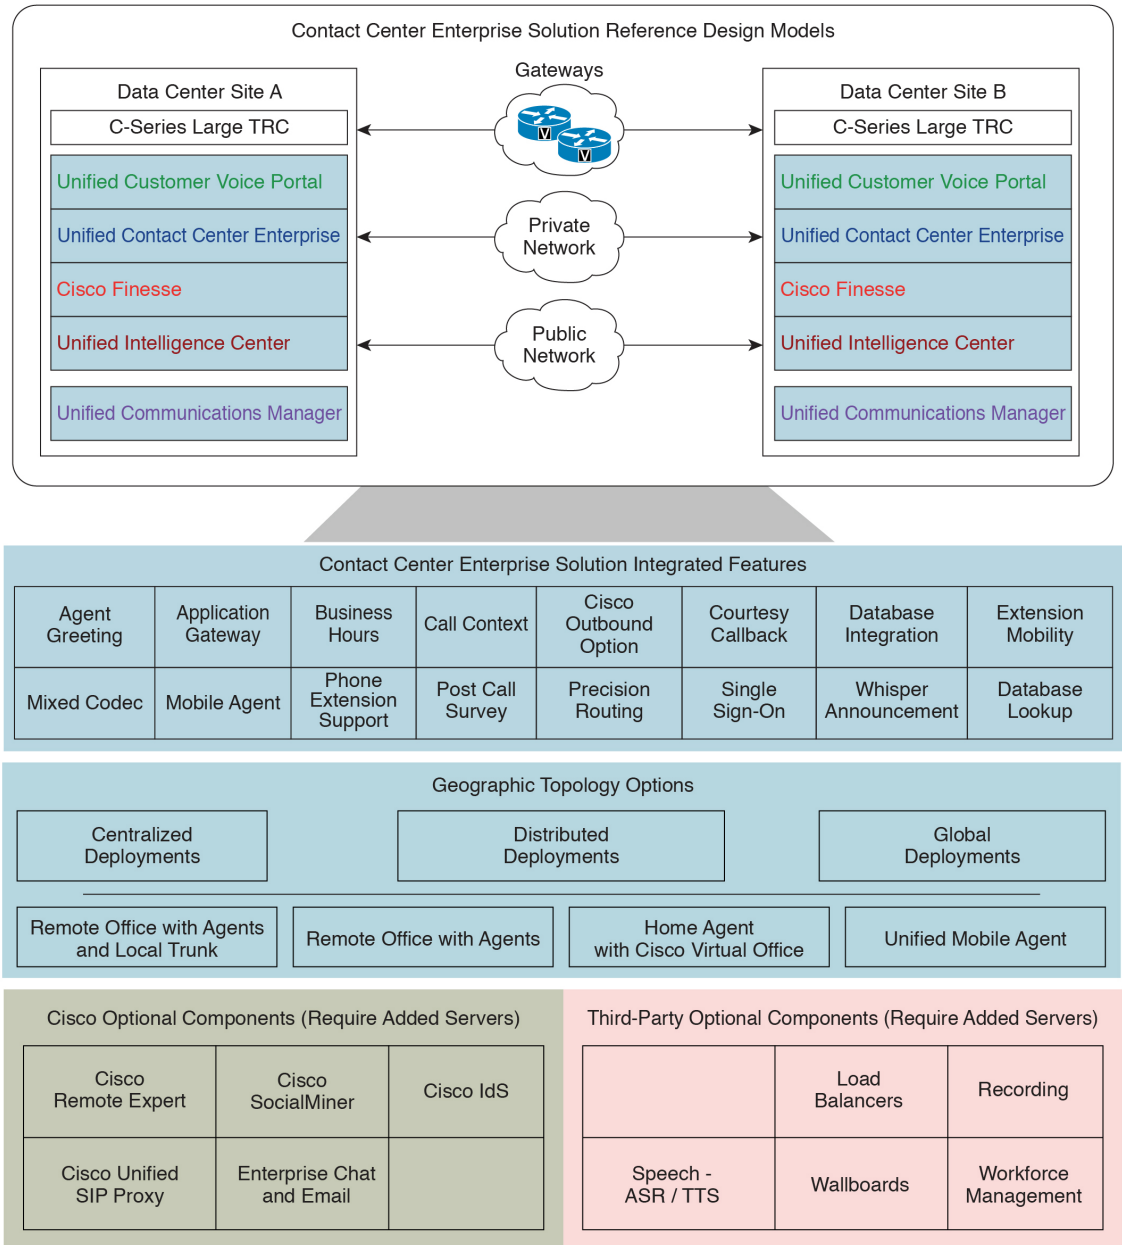 Contact Center Enterprise Solution Reference Design Models
Data Center Site A
C-Series Large TRC
Unified Customer Voice Portal
Unified Contact Center Enterprise
Cisco Finesse
Unified Intelligence Center
Unified Communications Manager
Gateways
V
V
Private
Network
Public
Network
Data Center Site B
C-Series Large TRC
Unified Customer Voice Portal
Unified Contact Center Enterprise
Cisco Finesse
Unified Intelligence Center
Unified Communications Manager
Contact Center Enterprise Solution Integrated Features
Agent
Greeting
Application
Gateway
Business
Hours
Call Context
Cisco
Outbound
Option
Courtesy
Callback
Database
Integration
Extension
Mobility
Mixed Codec
Mobile Agent
Phone
Extension
Support
Post Call
Survey
Precision
Routing
Single
Sign-On
Whisper
Announcement
Database
Lookup
Geographic Topology Options
Centralized
Deployments
Distributed
Deployments
Global
Deployments
Remote Office with Agents
and Local Trunk
Remote Office with Agents
Home Agent
with Cisco Virtual Office
Unified Mobile Agent
Cisco Optional Components (Require Added Servers)
Cisco
Remote Expert
Cisco
SocialMiner
Cisco IdS
Cisco Unified
SIP Proxy
Enterprise Chat
and Email
Third-Party Optional Components (Require Added Servers)
Load
Balancers
Recording
Speech -
ASR / TTS
Wallboards
Workforce
Management